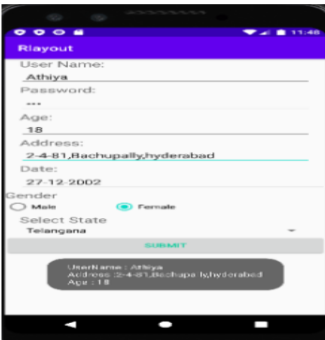 11:48
Rlayout
User Name:
Athiya
Password:
...
Age:
18
Address:
2-4-81,Bachupally,hyderabad
Date:
27-12-2002
Gender
Male
Female
Select State
Telangana
SUBMIT
UserName : Athiya
Address :2-4-81,Bachupally,hyderabad
Age : 18